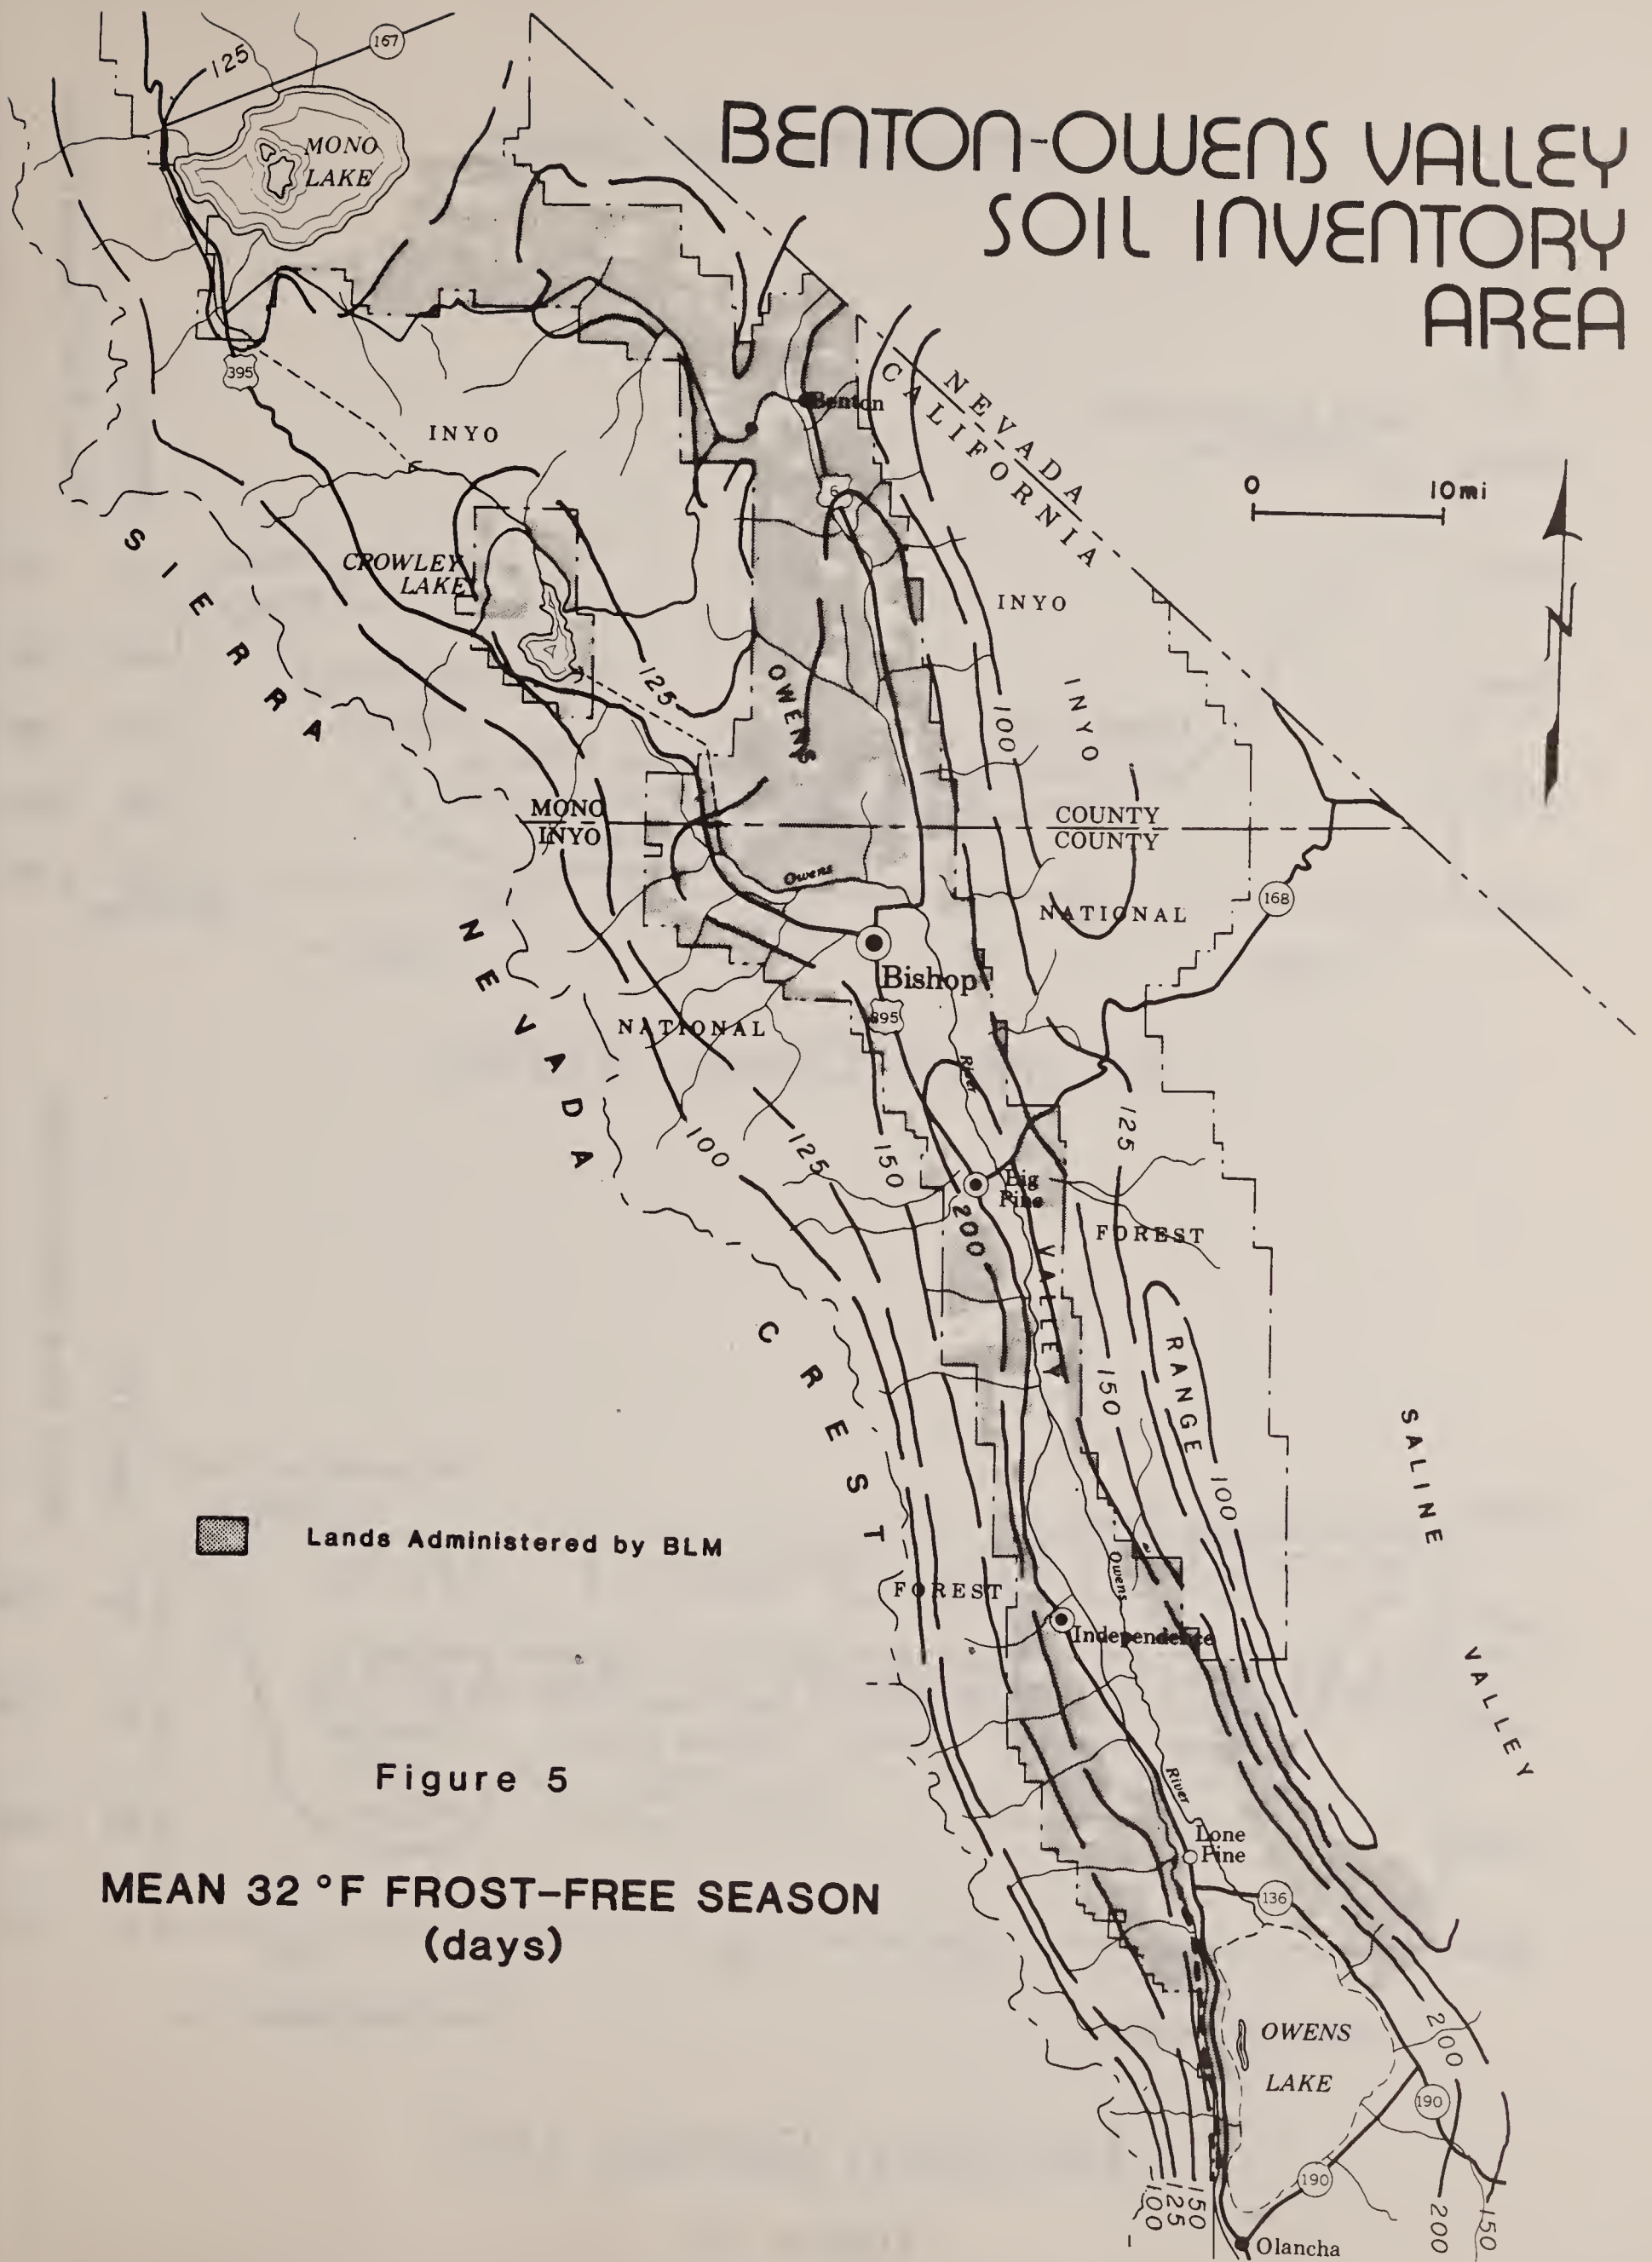 BENTON-OWENS VALLEY
SOIL INVENTORY
AREA
167
125
MONO
LAKE
395
INYO
Benton
NEVADA
CALIFORNIA
6
0 10mi
CROWLEY
LAKE
INYO
SIERRA
125
OWENS
100
INYO
MONO
INYO
COUNTY
COUNTY
Owens
168
NATIONAL
Bishop
NEVADA
395
NATIONAL
River
100
125
150
125
Big
Pine
200
VALLEY
FOREST
CREST
150
RANGE
100
SALINE
Lands Administered by BLM
Owens
FOREST
Independence
VALLEY
Figure 5
River
Lone
Pine
MEAN 32 °F FROST-FREE SEASON
(days)
136
OWENS
LAKE
200
190
190
100
125
150
200
150
Olancha